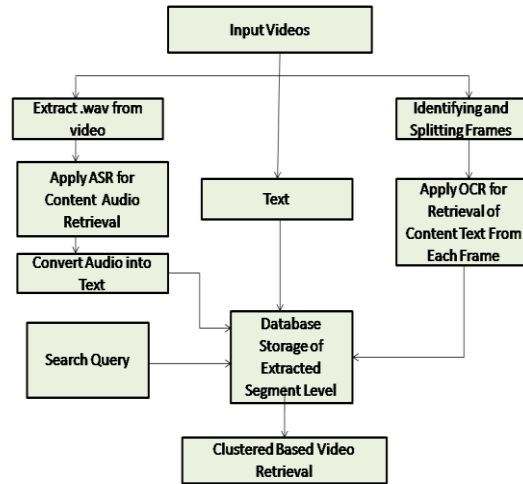 Input Videos
Extract .wav from
video
Identifying and
Splitting Frames
Apply ASR for
Content Audio
Retrieval
Text
Apply OCR for
Retrieval of
Content Text From
Each Frame
Convert Audio into
Text
Search Query
Database
Storage of
Extracted
Segment Level
Clustered Based Video
Retrieval